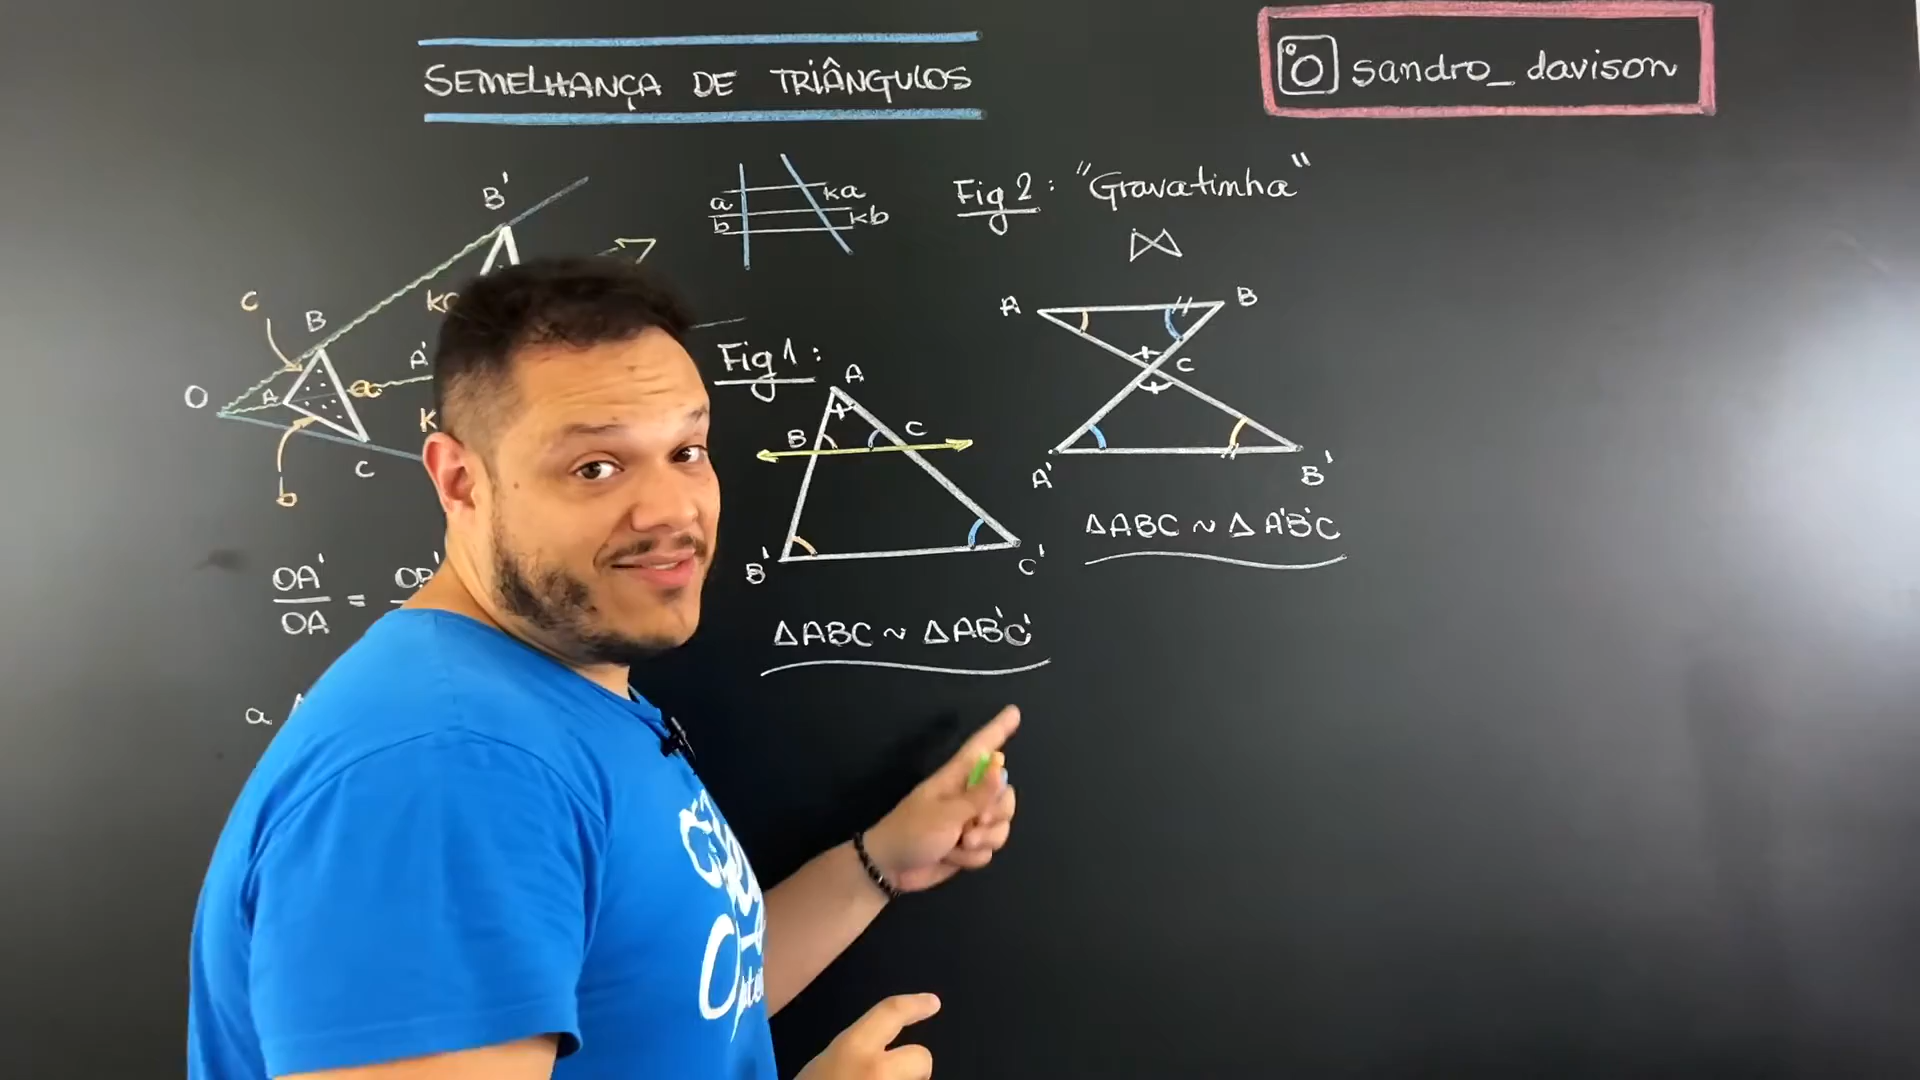 SEMELHANÇA DE TRIÂNGULOS
sandro_davison
B'
C
B
A'
O
A
a
C
b
a
b
ka
kb
Fig 2: "Gravatinha"
A
B
C
A'
B'
ΔABC ~ ΔA'B'C
Fig 1:
A
B
C
B'
C'
ΔABC ~ ΔAB'C'
OA'
OA
=
a